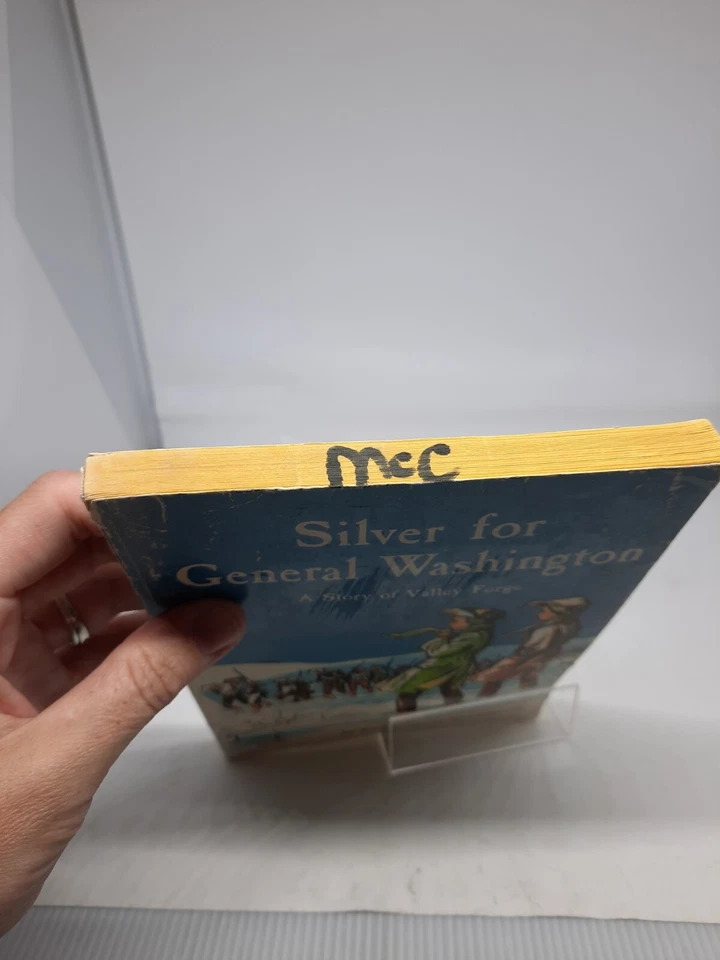 McC
Silver for
General Washington
A Story of Valley Forge